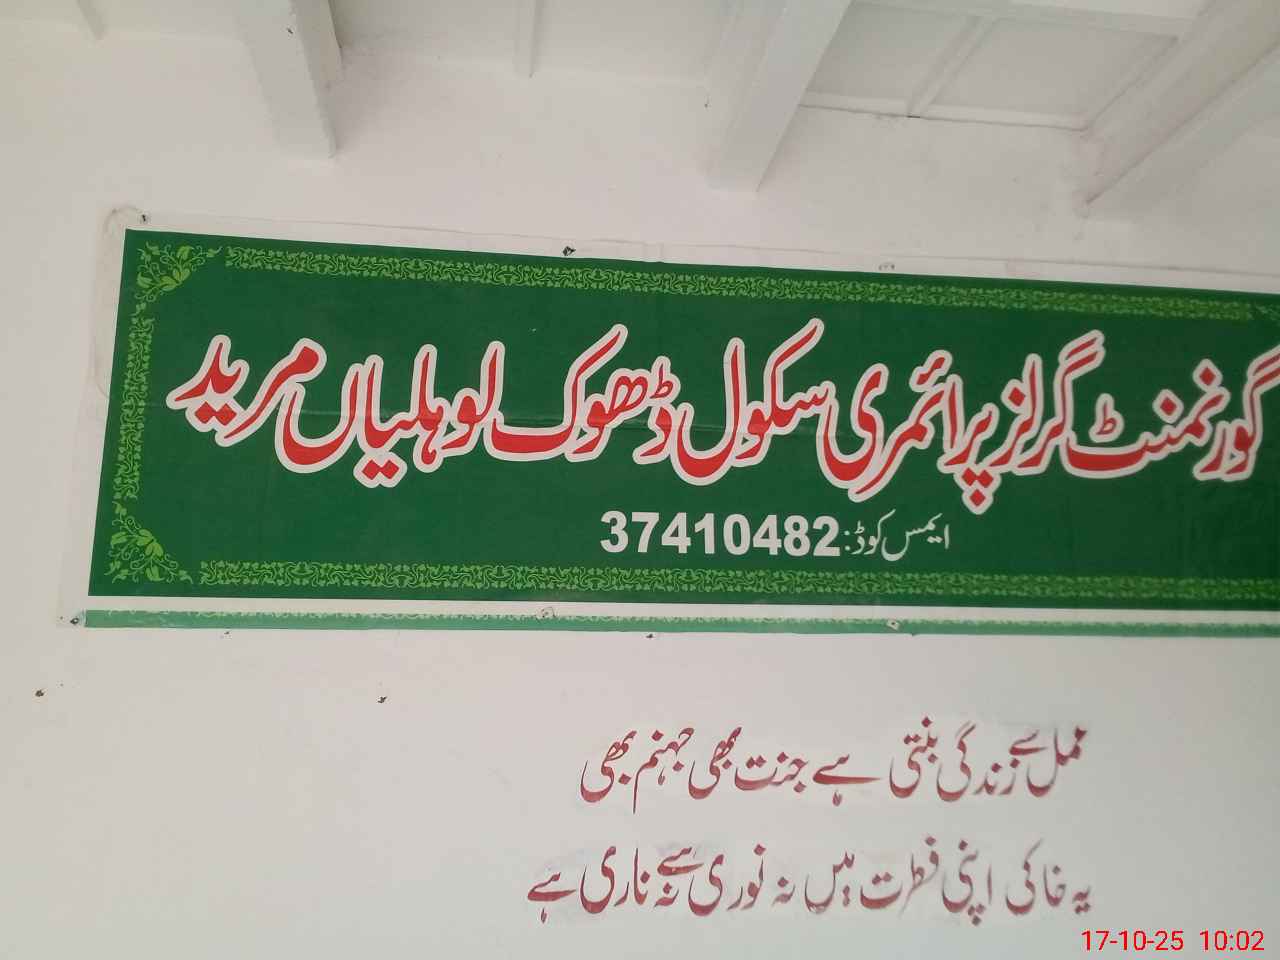 گورنمنٹ گرلز پرائمری سکول ڈھوک لوہلیاں مرید
ایمس کوڈ: 37410482
عمل سے زندگی بنتی ہے جنت بھی جہنم بھی
یہ خاکی اپنی فطرت میں نہ نوری ہے نہ ناری ہے
17-10-25 10:02